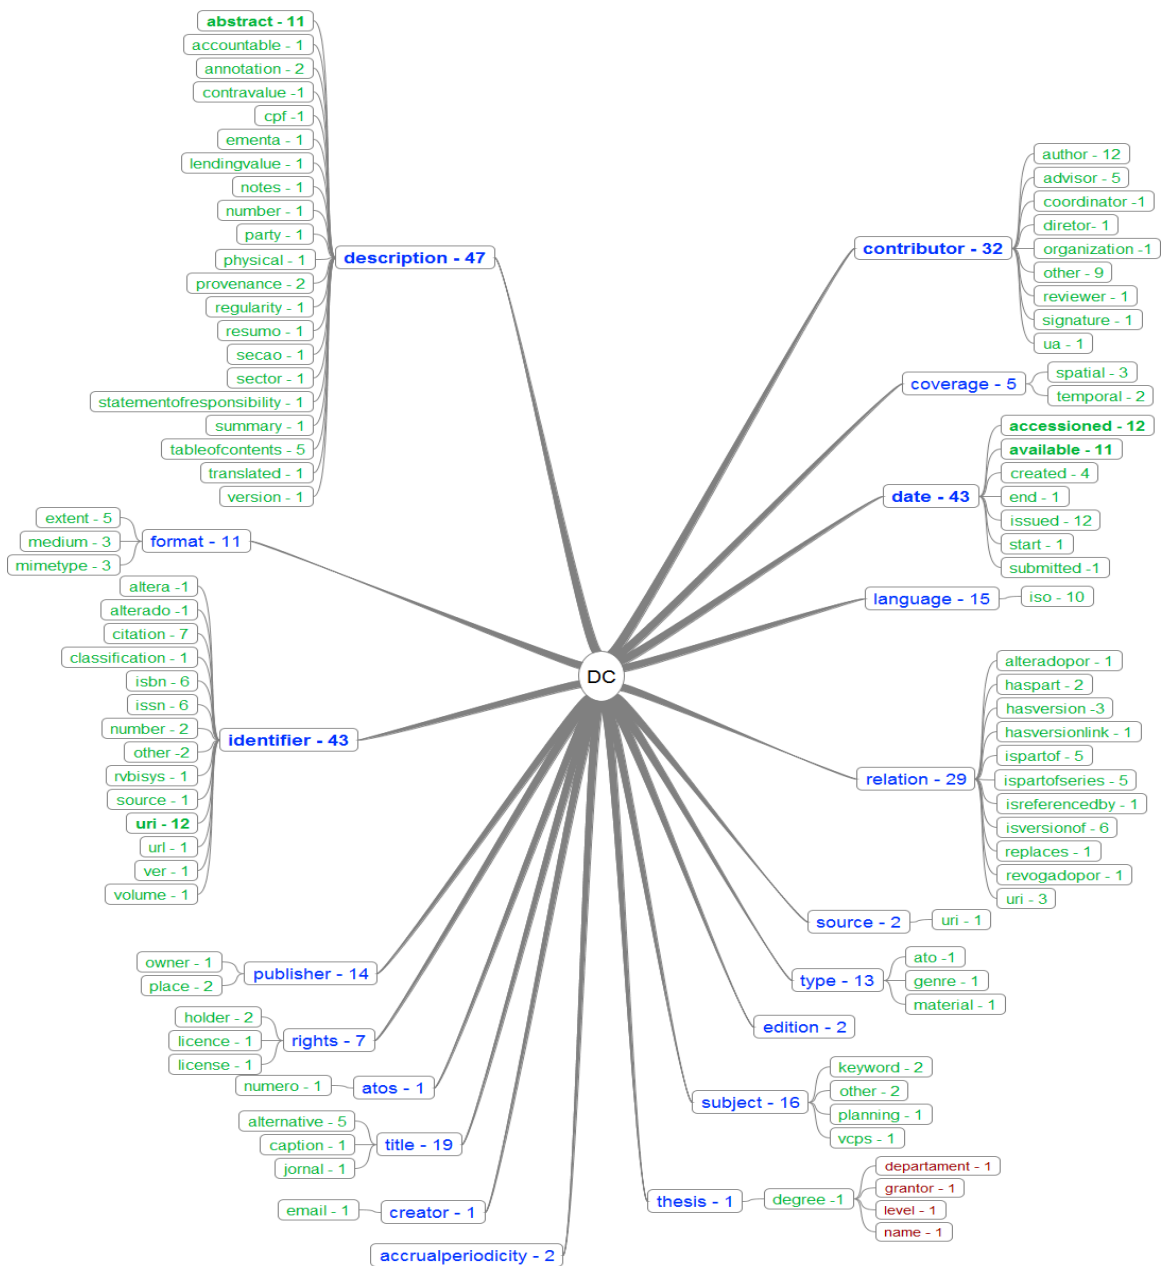 DC
description - 47
abstract - 11
accountable - 1
annotation - 2
contravalue -1
cpf -1
ementa - 1
lendingvalue - 1
notes - 1
number - 1
party - 1
physical - 1
provenance - 2
regularity - 1
resumo - 1
secao - 1
sector - 1
statementofresponsibility - 1
summary - 1
tableofcontents - 5
translated - 1
version - 1
format - 11
extent - 5
medium - 3
mimetype - 3
identifier - 43
altera -1
alterado -1
citation - 7
classification - 1
isbn - 6
issn - 6
number - 2
other -2
rvbisys - 1
source - 1
uri - 12
url - 1
ver - 1
volume - 1
publisher - 14
owner - 1
place - 2
rights - 7
holder - 2
licence - 1
license - 1
atos - 1
numero - 1
title - 19
alternative - 5
caption - 1
jornal - 1
creator - 1
email - 1
accrualperiodicity - 2
contributor - 32
author - 12
advisor - 5
coordinator -1
diretor- 1
organization -1
other - 9
reviewer - 1
signature - 1
ua - 1
coverage - 5
spatial - 3
temporal - 2
date - 43
accessioned - 12
available - 11
created - 4
end - 1
issued - 12
start - 1
submitted -1
language - 15
iso - 10
relation - 29
alteradopor - 1
haspart - 2
hasversion -3
hasversionlink - 1
ispartof - 5
ispartofseries - 5
isreferencedby - 1
isversionof - 6
replaces - 1
revogadopor - 1
uri - 3
source - 2
uri - 1
type - 13
ato -1
genre - 1
material - 1
edition - 2
subject - 16
keyword - 2
other - 2
planning - 1
vcps - 1
thesis - 1
degree -1
departament - 1
grantor - 1
level - 1
name - 1